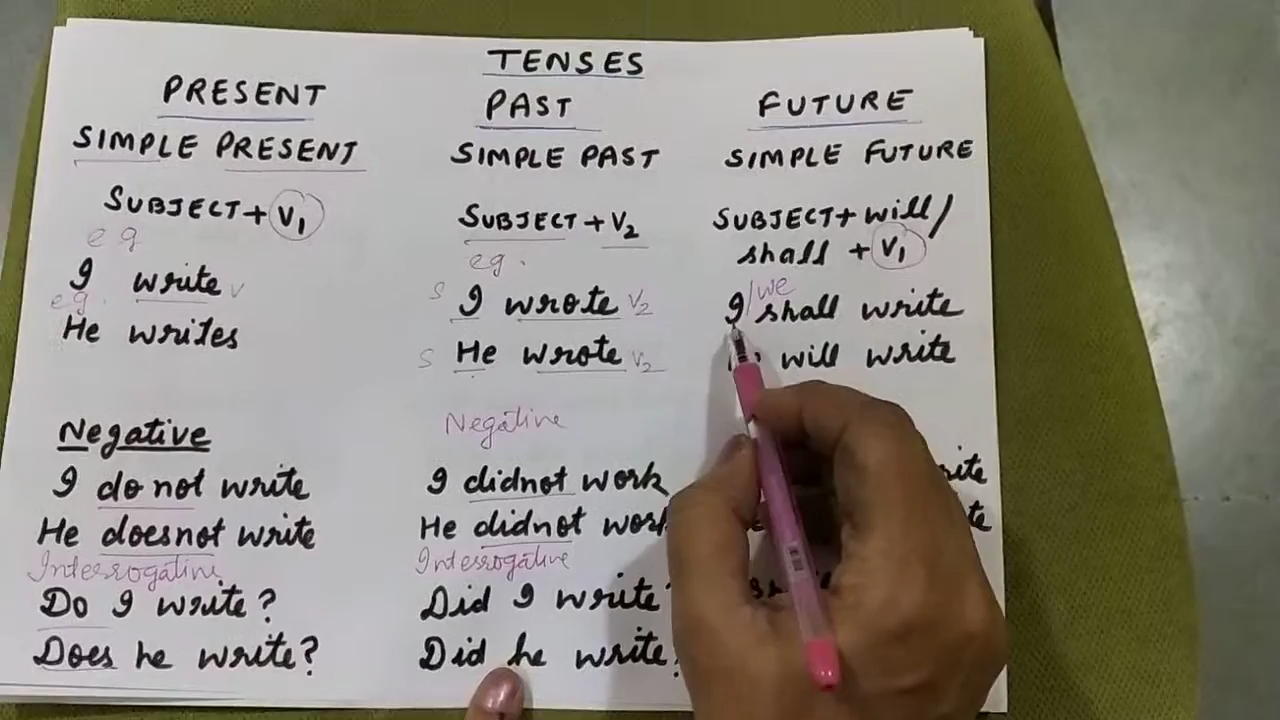 TENSES
PRESENT
SIMPLE PRESENT
SUBJECT + V1
eg
I write v
eg.
He writes
Negative
I do not write
He doesnot write
Interrogative
Do I write?
Does he write?
PAST
SIMPLE PAST
SUBJECT + V2
eg.
S I wrote V2
S He wrote V2
Negative
I didnot work
He didnot work
Interrogative
Did I write?
Did he write?
FUTURE
SIMPLE FUTURE
SUBJECT + will/
shall + V1
I/we shall write
will write